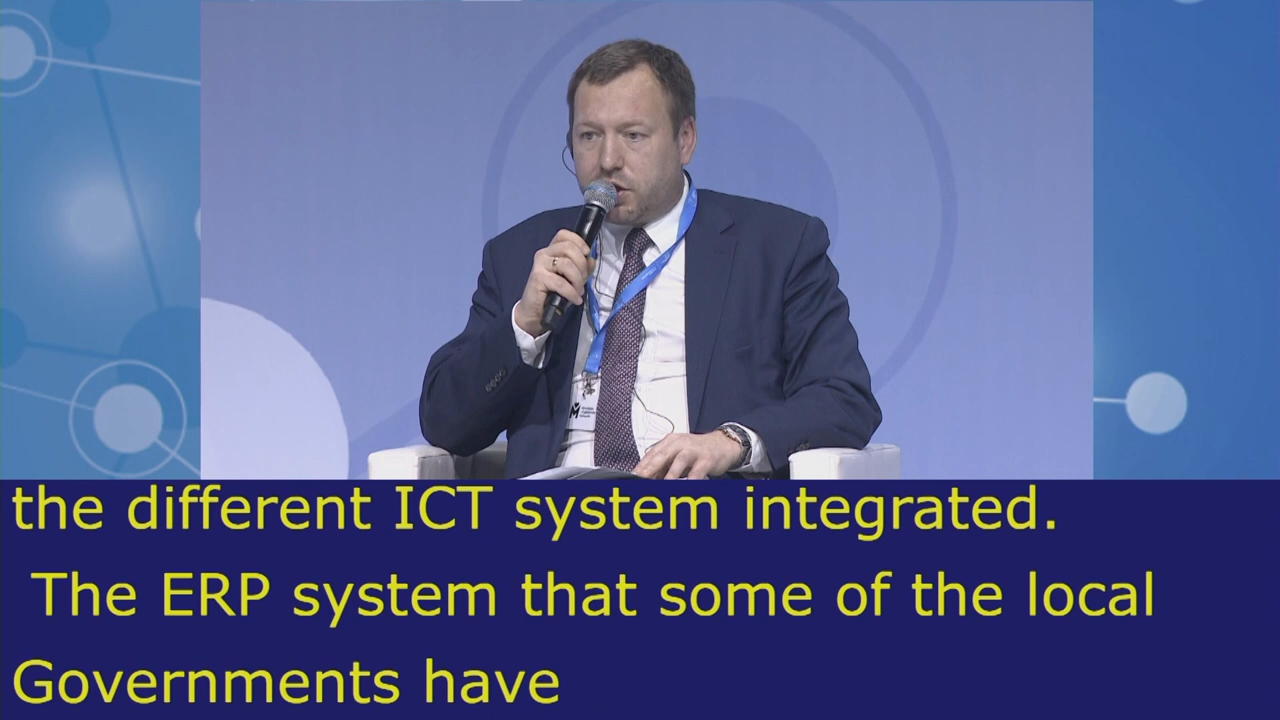 the different ICT system integrated.
The ERP system that some of the local
Governments have